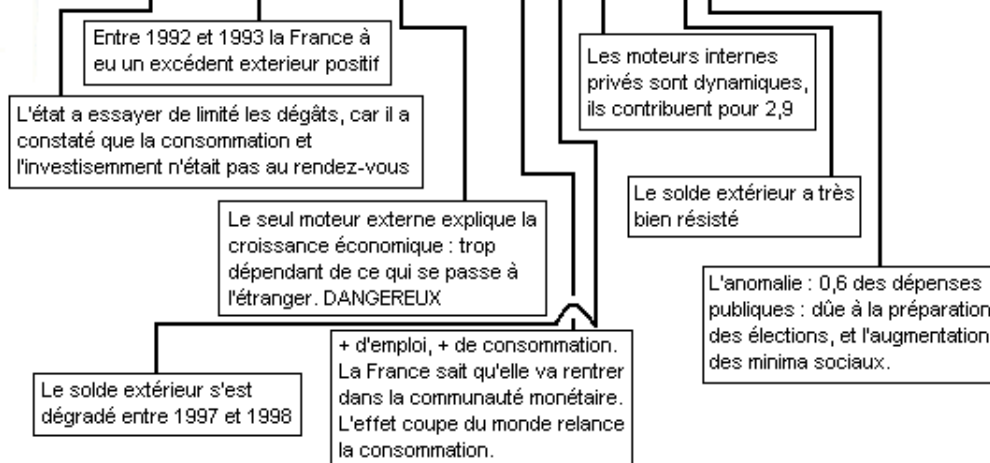 Entre 1992 et 1993 la France à
eu un excédent exterieur positif
Les moteurs internes
privés sont dynamiques,
ils contribuent pour 2,9
L'état a essayer de limité les dégâts, car il a
constaté que la consommation et
l'investisemment n'était pas au rendez-vous
Le solde extérieur a très
bien résisté
Le seul moteur externe explique la
croissance économique : trop
dépendant de ce qui se passe à
l'étranger. DANGEREUX
L'anomalie : 0,6 des dépenses
publiques : dûe à la préparation
des élections, et l'augmentation
des minima sociaux.
+ d'emploi, + de consommation.
La France sait qu'elle va rentrer
dans la communauté monétaire.
L'effet coupe du monde relance
la consommation.
Le solde extérieur s'est
dégradé entre 1997 et 1998